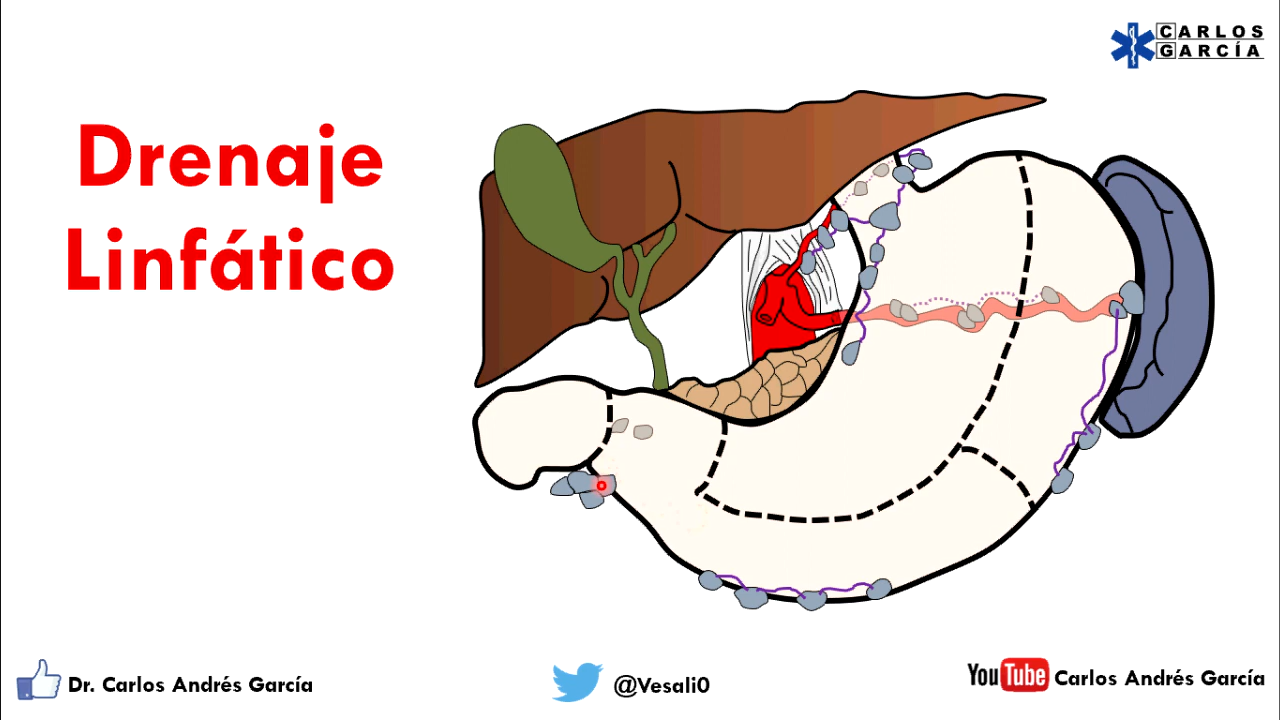 CARLOS
GARCÍA
Drenaje
Linfático
Dr. Carlos Andrés García
@Vesali0
YouTube Carlos Andrés García